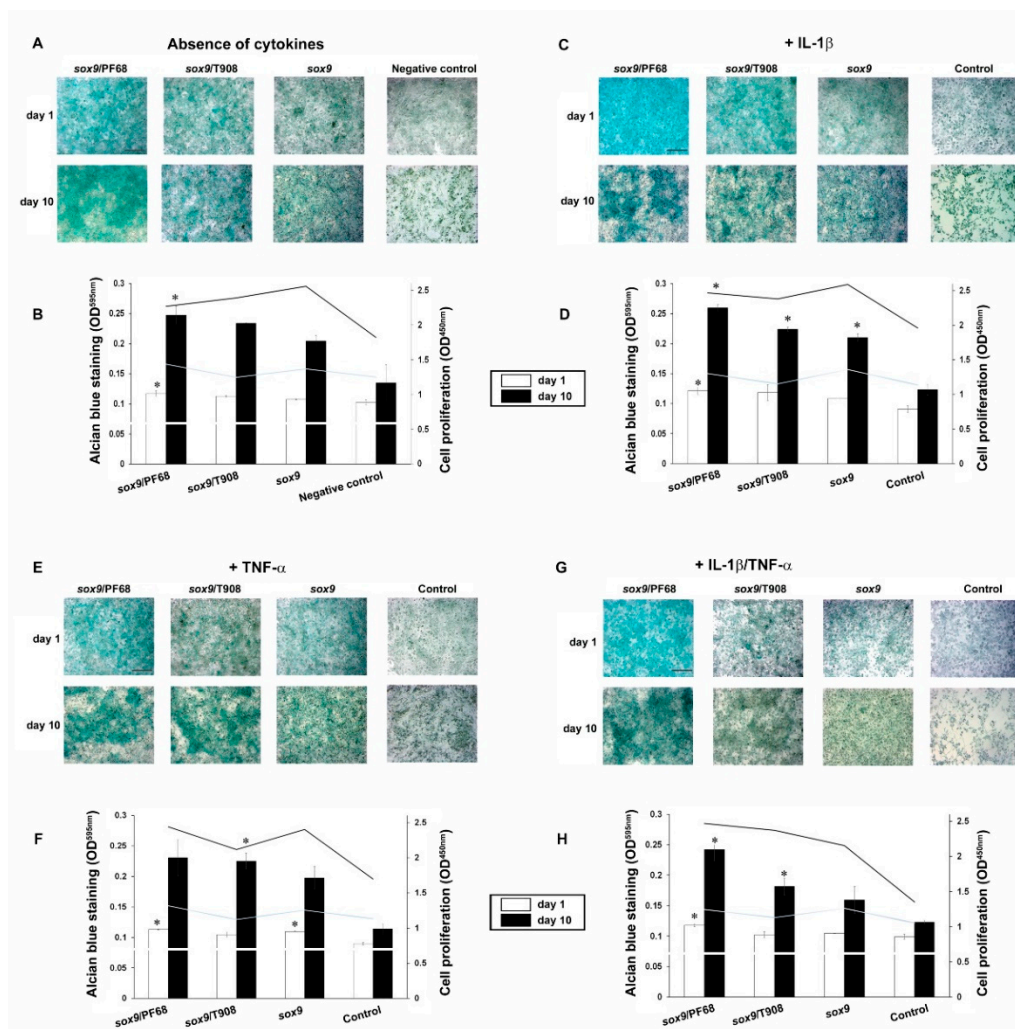 A
Absence of cytokines
sox9/PF68 sox9/T908 sox9 Negative control
day 1
day 10
B
Alcian blue staining (OD595nm)
0.3
0.25
0.2
0.15
0.1
0.05
0
*
*
2.5
2
1.5
1
0.5
0
Cell proliferation (OD450nm)
sox9/PF68 sox9/T908 sox9 Negative control
C
+ IL-1β
sox9/PF68 sox9/T908 sox9 Control
day 1
day 10
day 1
day 10
D
Alcian blue staining (OD595nm)
0.3
0.25
0.2
0.15
0.1
0.05
0
*
*
*
*
2.5
2
1.5
1
0.5
0
Cell proliferation (OD450nm)
sox9/PF68 sox9/T908 sox9 Control
E
+ TNF-α
sox9/PF68 sox9/T908 sox9 Control
day 1
day 10
F
Alcian blue staining (OD595nm)
0.3
0.25
0.2
0.15
0.1
0.05
0
*
*
*
2.5
2
1.5
1
0.5
0
Cell proliferation (OD450nm)
sox9/PF68 sox9/T908 sox9 Control
G
+ IL-1β/TNF-α
sox9/PF68 sox9/T908 sox9 Control
day 1
day 10
day 1
day 10
H
Alcian blue staining (OD595nm)
0.3
0.25
0.2
0.15
0.1
0.05
0
*
*
*
2.5
2
1.5
1
0.5
0
Cell proliferation (OD450nm)
sox9/PF68 sox9/T908 sox9 Control